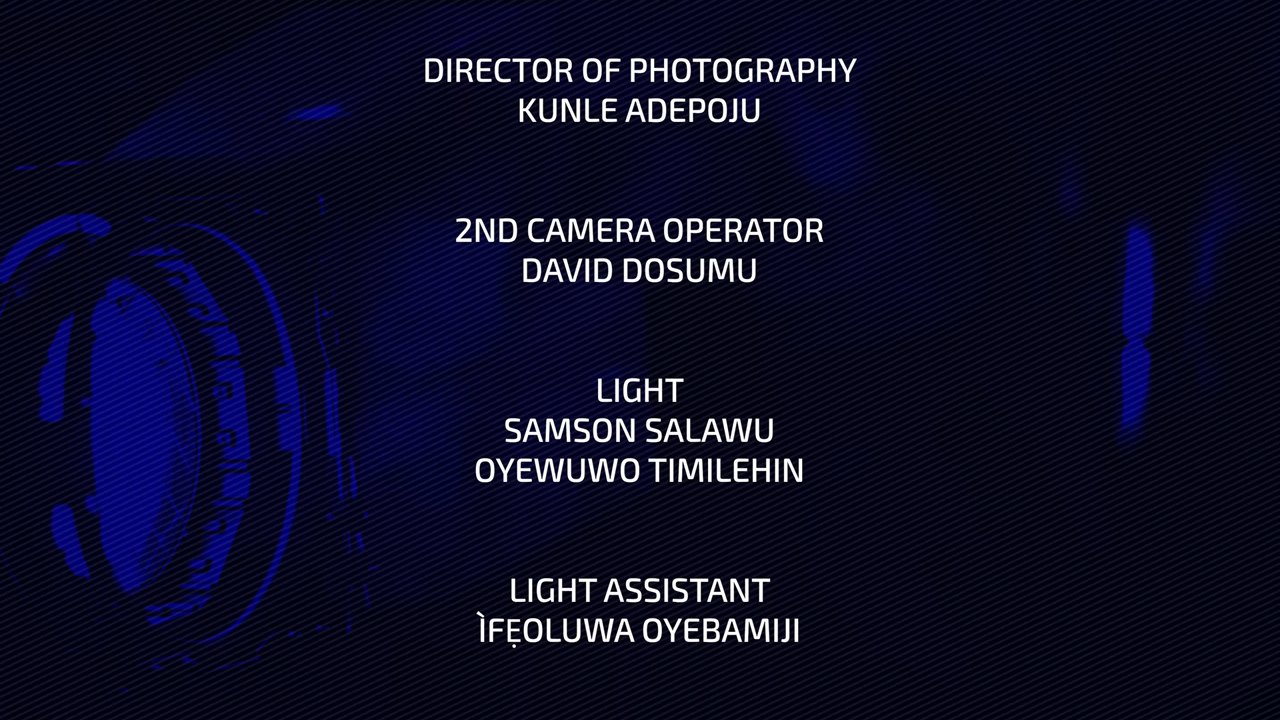 DIRECTOR OF PHOTOGRAPHY
KUNLE ADEPOJU
2ND CAMERA OPERATOR
DAVID DOSUMU
LIGHT
SAMSON SALAWU
OYEWUWO TIMILEHIN
LIGHT ASSISTANT
ÌFẸOLUWA OYEBAMIJI